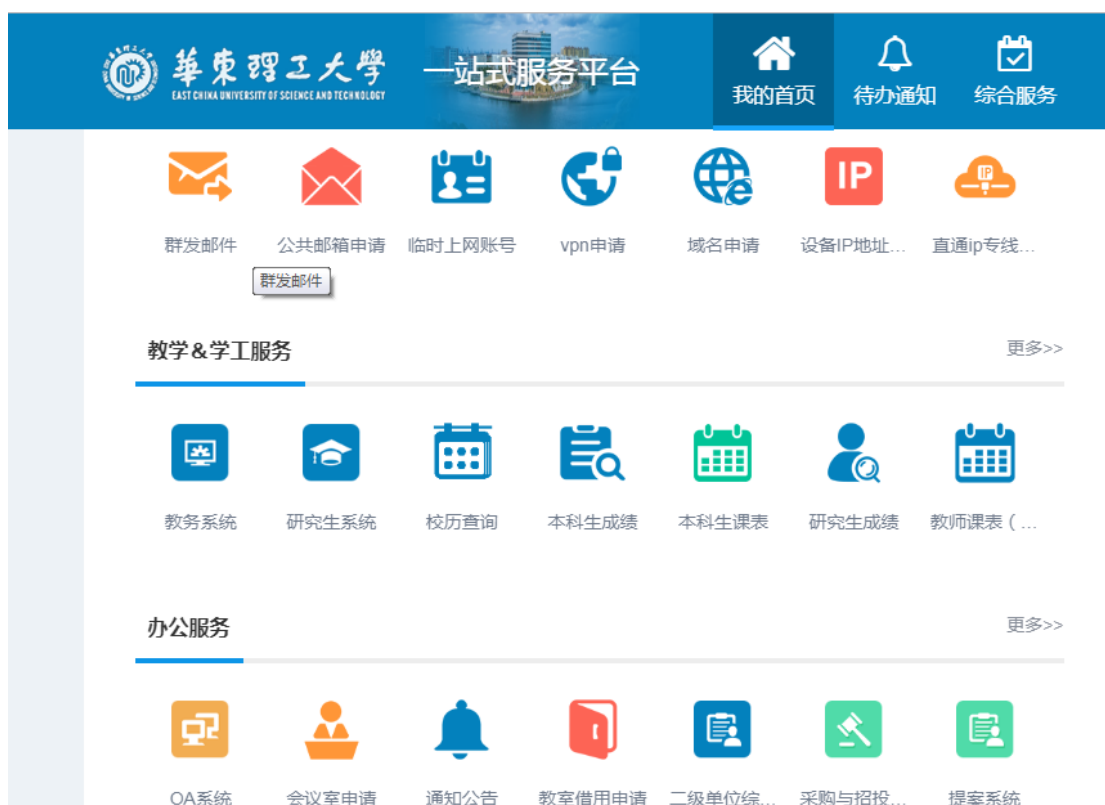 華東理工大學
EAST CHINA UNIVERSITY OF SCIENCE AND TECHNOLOGY
一站式服务平台
我的首页 待办通知 综合服务
IP IP
群发邮件 公共邮箱申请 临时上网账号 vpn申请 域名申请 设备IP地址... 直通ip专线...
群发邮件
教学&学工服务 更多>>
教务系统 研究生系统 校历查询 本科生成绩 本科生课表 研究生成绩 教师课表（...
办公服务 更多>>
OA系统 会议室申请 通知公告 教室借用申请 二级单位综... 采购与招投... 提案系统